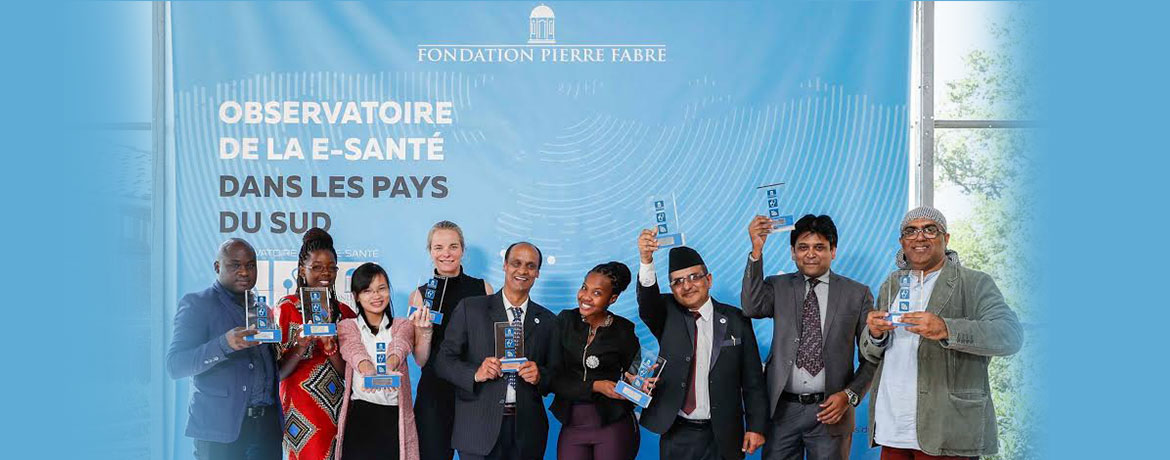 FONDATION PIERRE FABRE
OBSERVATOIRE
DE LA E-SANTÉ
DANS LES PAYS
DU SUD